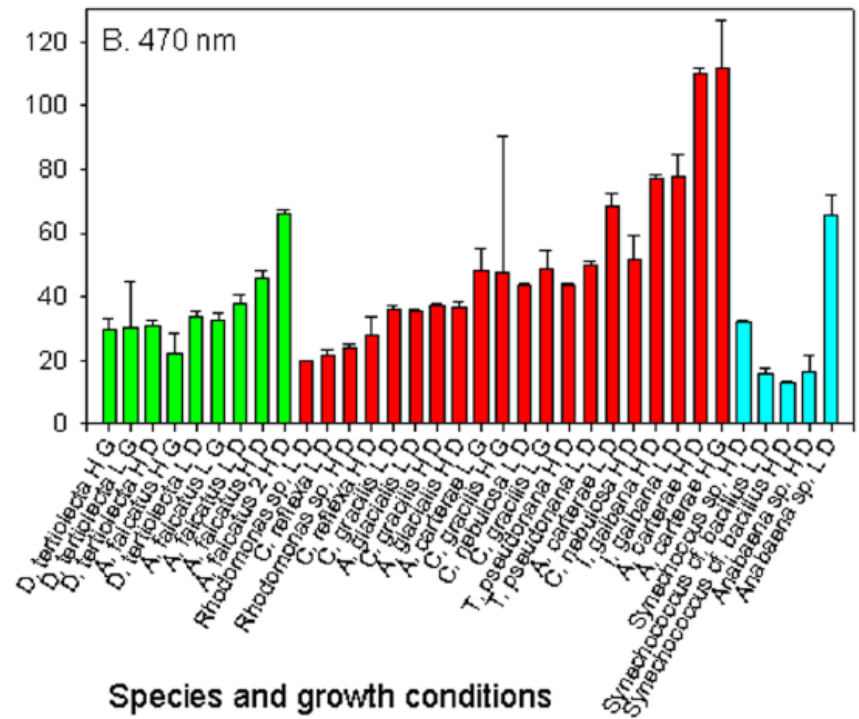 B. 470 nm
120
100
80
60
40
20
0
D. tertiolecta H G
D. tertiolecta L G
D. tertiolecta H D
A. falcatus H G
D. tertiolecta L D
A. falcatus L G
A. falcatus L D
A. falcatus H D
A. falcatus 2 H D
Rhodomonas sp. L D
C. reflexa L D
Rhodomonas sp. H D
C. reflexa H D
C. gracilis L D
A. glacialis L D
C. gracilis H D
A. glacialis H D
A. carterae L G
C. gracilis H G
C. nebulosa L D
C. gracilis L G
T. pseudonana H D
T. pseudonana L D
A. carterae L D
C. nebulosa H D
I. galbana H D
I. galbana L D
A. carterae H D
A. carterae H G
Synechococcus sp. H D
Synechococcus cf. bacillus L D
Synechococcus cf. bacillus H D
Anabaena sp. H D
Anabaena sp. L D
Species and growth conditions